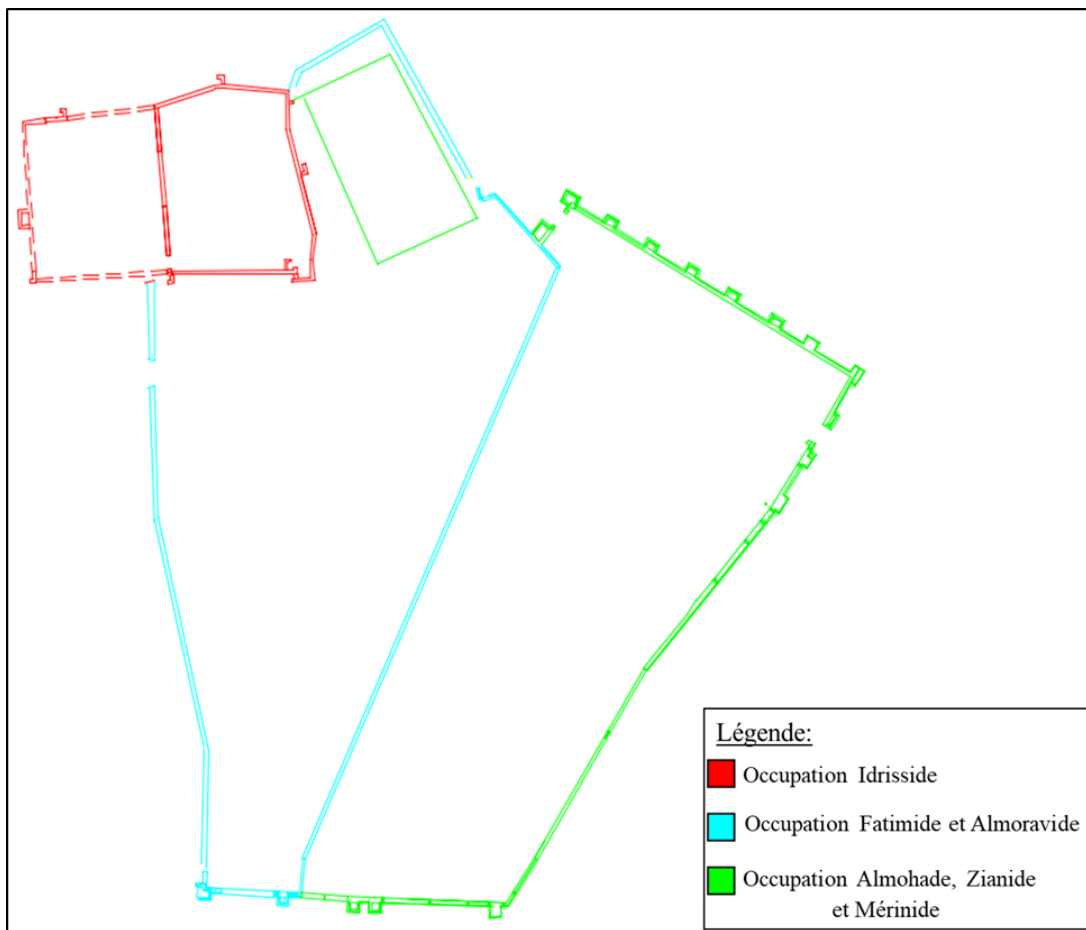 Légende:
Occupation Idrisside
Occupation Fatimide et Almoravide
Occupation Almohade, Zianide
et Mérinide